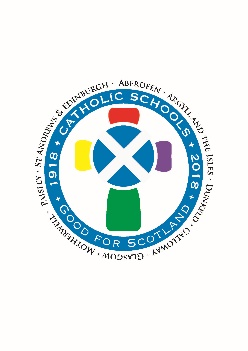 ABERDEEN · ARGYLL AND THE ISLES · DUNKELD · GALLOWAY · GLASGOW · MOTHERWELL · PAISLEY · ST ANDREWS & EDINBURGH ·
1918 + CATHOLIC SCHOOLS + 2018
+ GOOD FOR SCOTLAND +